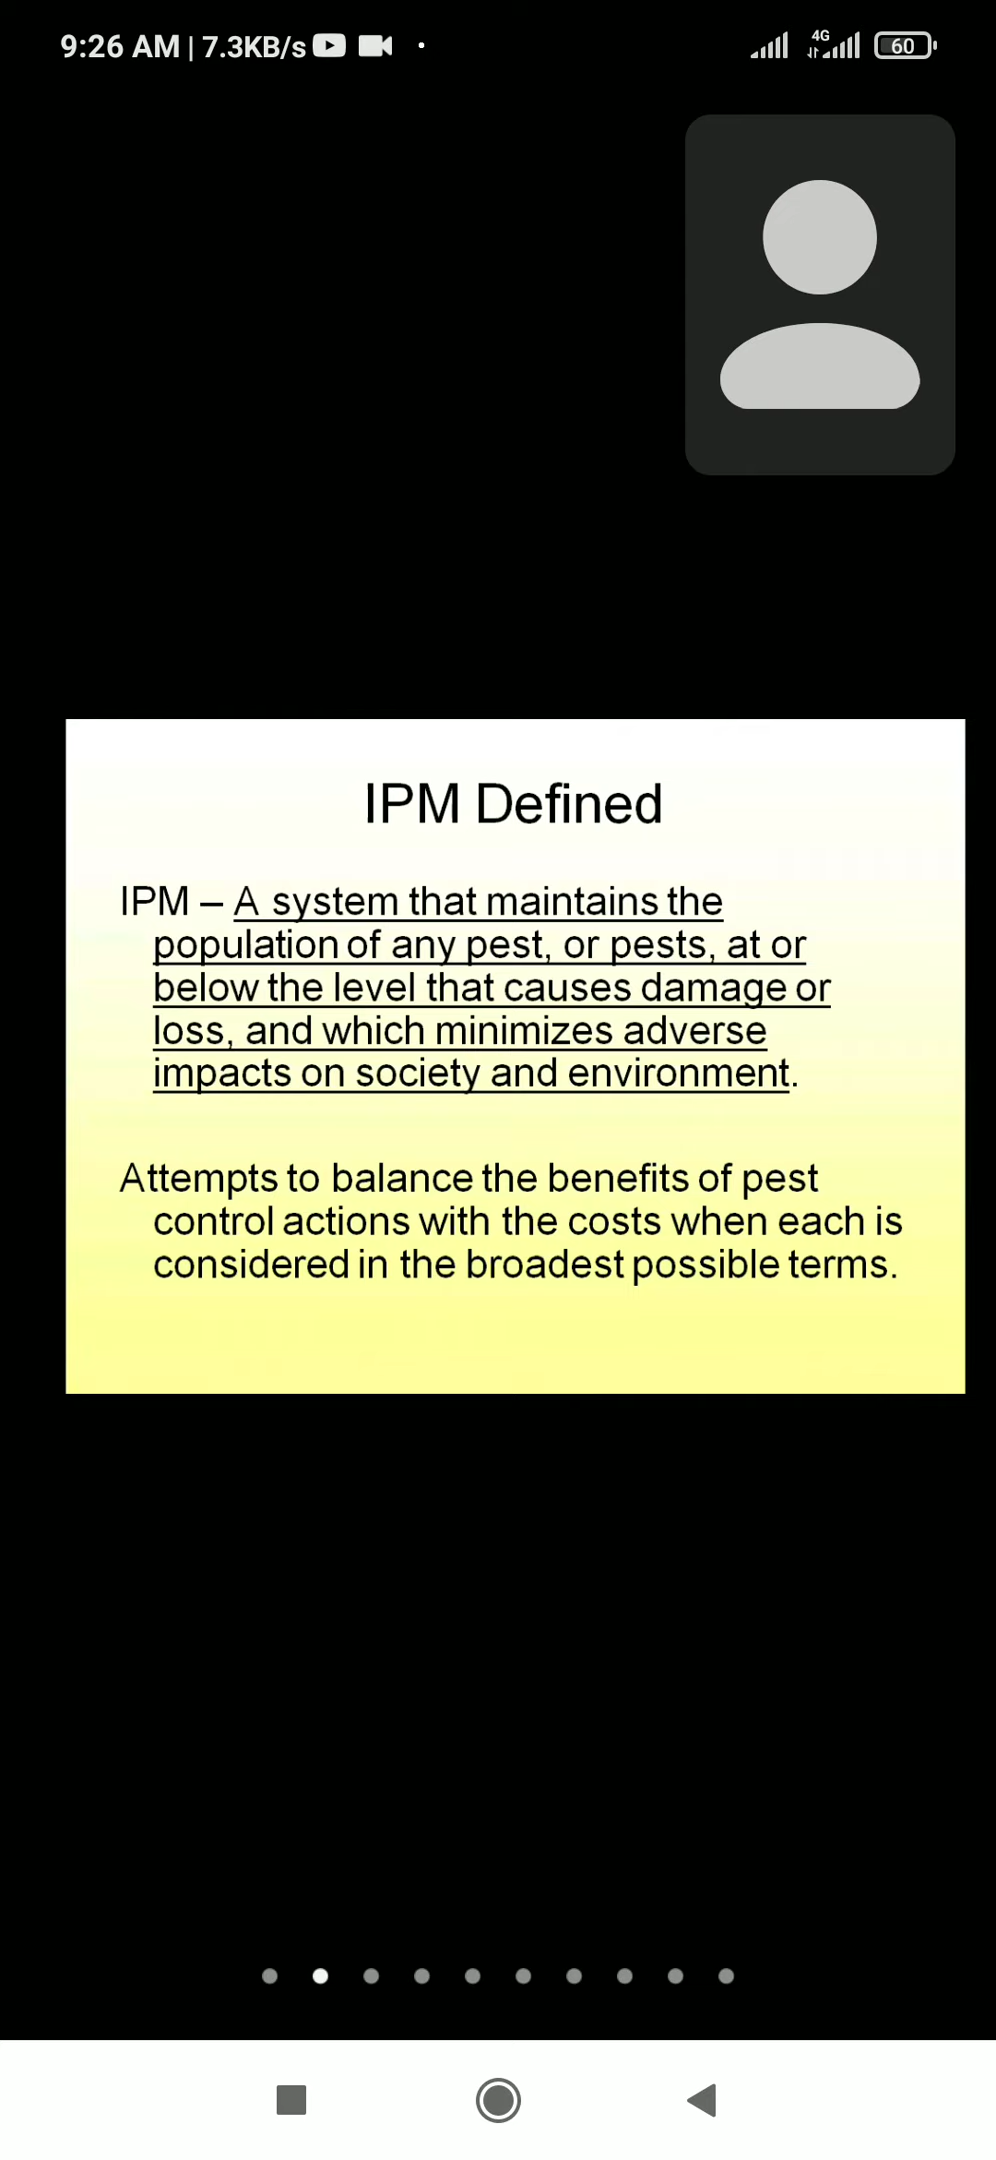 9:26 AM | 7.3KB/s
4G
60
IPM Defined
IPM – A system that maintains the
population of any pest, or pests, at or
below the level that causes damage or
loss, and which minimizes adverse
impacts on society and environment.
Attempts to balance the benefits of pest
control actions with the costs when each is
considered in the broadest possible terms.